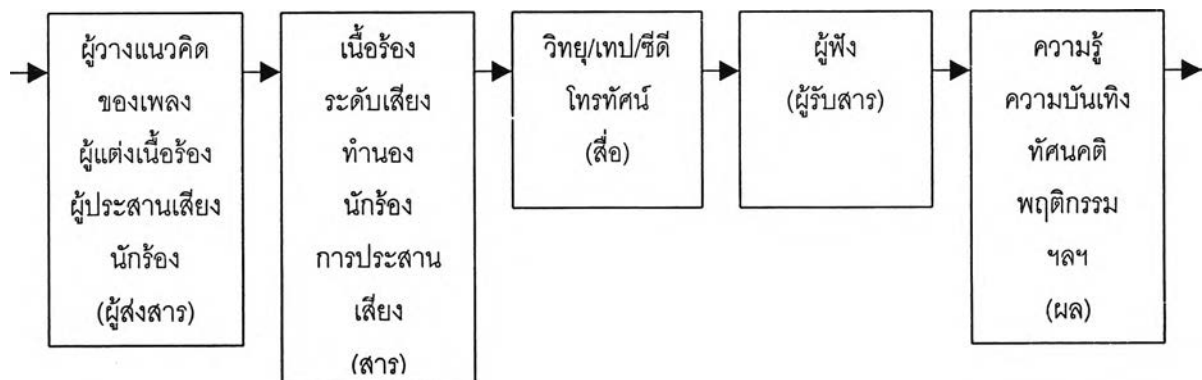 ผู้วางแนวคิด
ของเพลง
ผู้แต่งเนื้อร้อง
ผู้ประสานเสียง
นักร้อง
(ผู้ส่งสาร)
เนื้อร้อง
ระดับเสียง
ทำนอง
นักร้อง
การประสาน
เสียง
(สาร)
วิทยุ/เทป/ซีดี
โทรทัศน์
(สื่อ)
ผู้ฟัง
(ผู้รับสาร)
ความรู้
ความบันเทิง
ทัศนคติ
พฤติกรรม
ฯลฯ
(ผล)